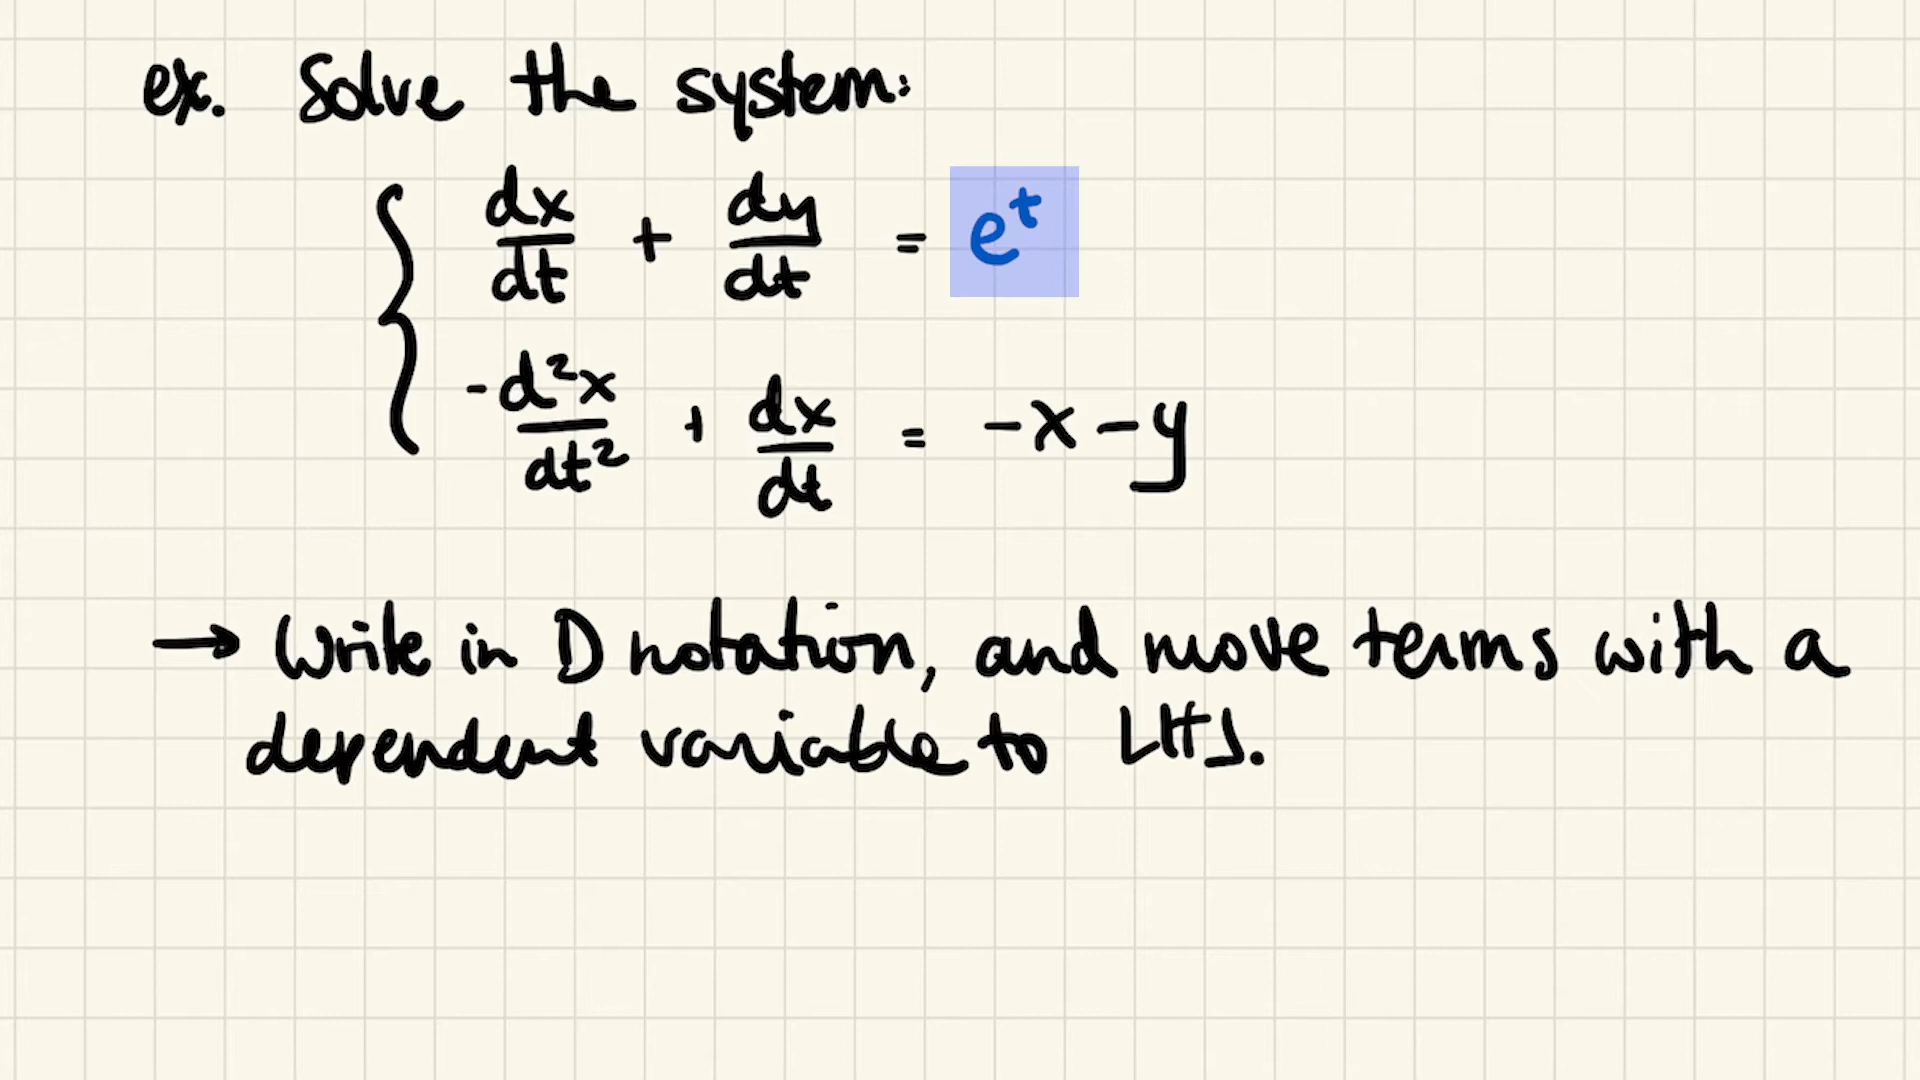 ex. Solve the system:
dx/dt + dy/dt = e^t
-d²x/dt² + dx/dt = -x-y
→ Write in D notation, and move terms with a
dependent variable to LHS.